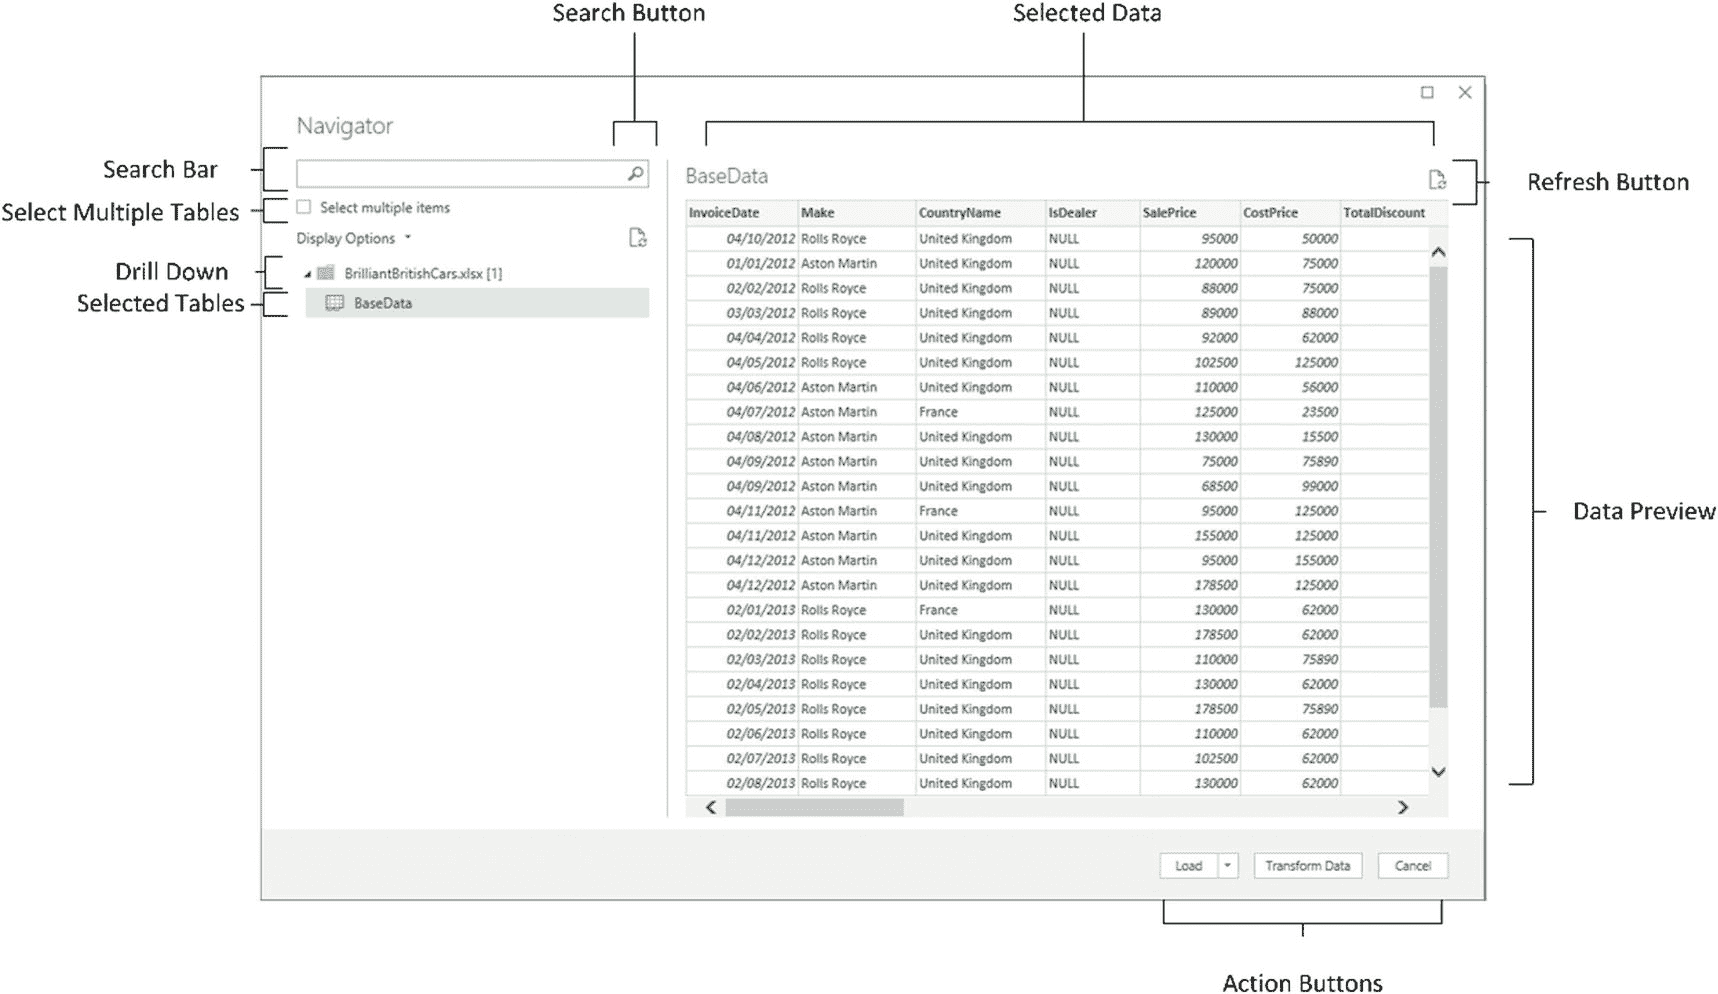 Search Button
Selected Data
Navigator
Search Bar
BaseData
Refresh Button
Select Multiple Tables
Select multiple items
Display Options
Drill Down
BrilliantBritishCars.xlsx [1]
Selected Tables
BaseData
InvoiceDate Make CountryName IsDealer SalePrice CostPrice TotalDiscount
04/10/2012 Rolls Royce United Kingdom NULL 95000 50000
01/01/2012 Aston Martin United Kingdom NULL 120000 75000
02/02/2012 Rolls Royce United Kingdom NULL 88000 75000
03/03/2012 Rolls Royce United Kingdom NULL 89000 88000
04/04/2012 Rolls Royce United Kingdom NULL 92000 62000
04/05/2012 Rolls Royce United Kingdom NULL 102500 125000
04/06/2012 Aston Martin United Kingdom NULL 110000 56000
04/07/2012 Aston Martin France NULL 125000 23500
04/08/2012 Aston Martin United Kingdom NULL 130000 15500
04/09/2012 Aston Martin United Kingdom NULL 75000 75890
04/09/2012 Aston Martin United Kingdom NULL 68500 99000
04/11/2012 Aston Martin France NULL 95000 125000
04/11/2012 Aston Martin United Kingdom NULL 155000 125000
04/12/2012 Aston Martin United Kingdom NULL 95000 155000
04/12/2012 Aston Martin United Kingdom NULL 178500 125000
02/01/2013 Rolls Royce France NULL 130000 62000
02/02/2013 Rolls Royce United Kingdom NULL 178500 62000
02/03/2013 Rolls Royce United Kingdom NULL 110000 75890
02/04/2013 Rolls Royce United Kingdom NULL 130000 62000
02/05/2013 Rolls Royce United Kingdom NULL 178500 75890
02/06/2013 Rolls Royce United Kingdom NULL 110000 62000
02/07/2013 Rolls Royce United Kingdom NULL 102500 62000
02/08/2013 Rolls Royce United Kingdom NULL 130000 62000
Data Preview
Load
Transform Data
Cancel
Action Buttons